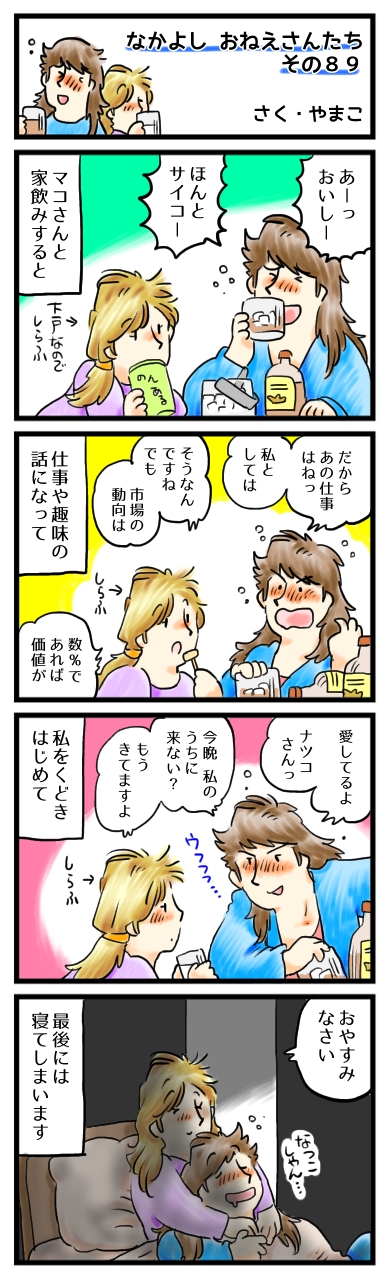 なかよし おねえさんたち
その８９
さく・やまこ
あーっ
おいしー
ほんと
サイコー
マコさんと
家飲みすると
下戸なので
しらふ
のんある
だから
あの仕事
はねっ
私と
しては
そうなん
ですね
でも
市場の
動向は
仕事や趣味の
話になって
しらふ
数％で
あれば
価値が
愛してるよ
ナツコ
さんっ
今晩 私の
うちに
来ない？
もう
きてますよ
私をくどき
はじめて
ウフフフ…
しらふ
おやすみ
なさい
なつこ
しゃん…
最後には
寝てしまいます